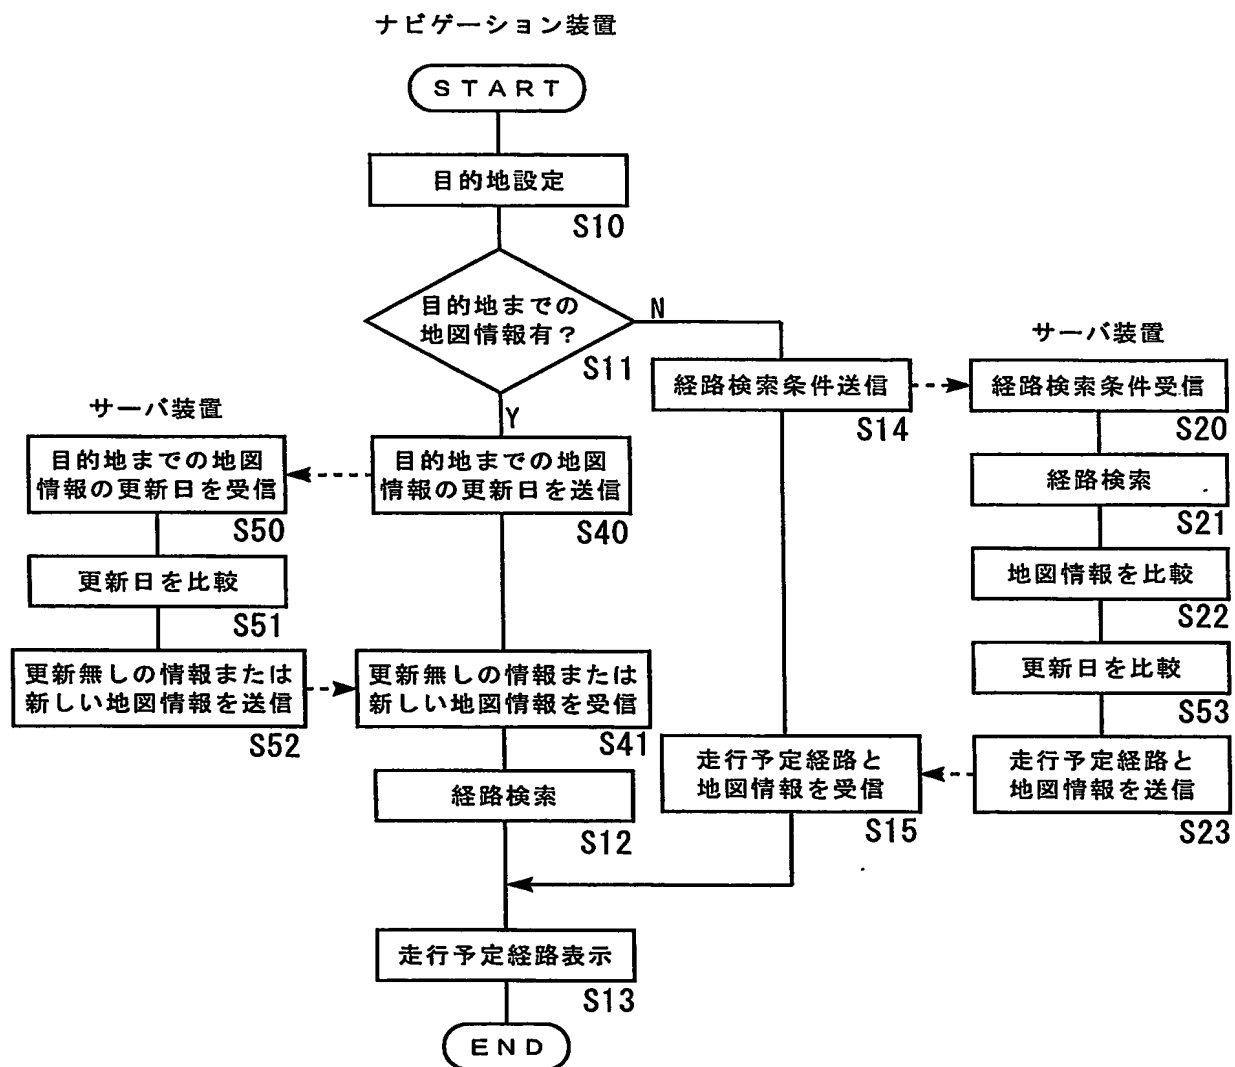 ナビゲーション装置
START
目的地設定
S10
目的地までの
地図情報有?
S11
N
Y
サーバ装置
経路検索条件送信
S14
経路検索条件受信
S20
サーバ装置
目的地までの地図
情報の更新日を受信
S50
目的地までの地図
情報の更新日を送信
S40
経路検索
S21
更新日を比較
S51
地図情報を比較
S22
更新無しの情報または
新しい地図情報を送信
S52
更新無しの情報または
新しい地図情報を受信
S41
更新日を比較
S53
走行予定経路と
地図情報を受信
S15
走行予定経路と
地図情報を送信
S23
経路検索
S12
走行予定経路表示
S13
END